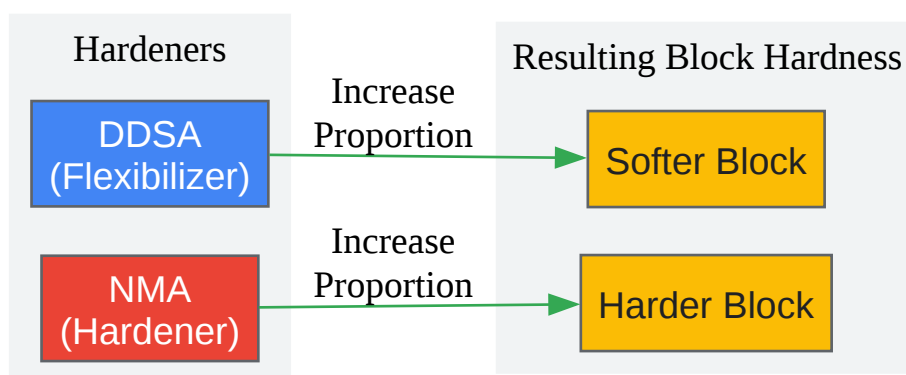 Hardeners
Resulting Block Hardness
DDSA
(Flexibilizer)
Increase
Proportion
Softer Block
NMA
(Hardener)
Increase
Proportion
Harder Block